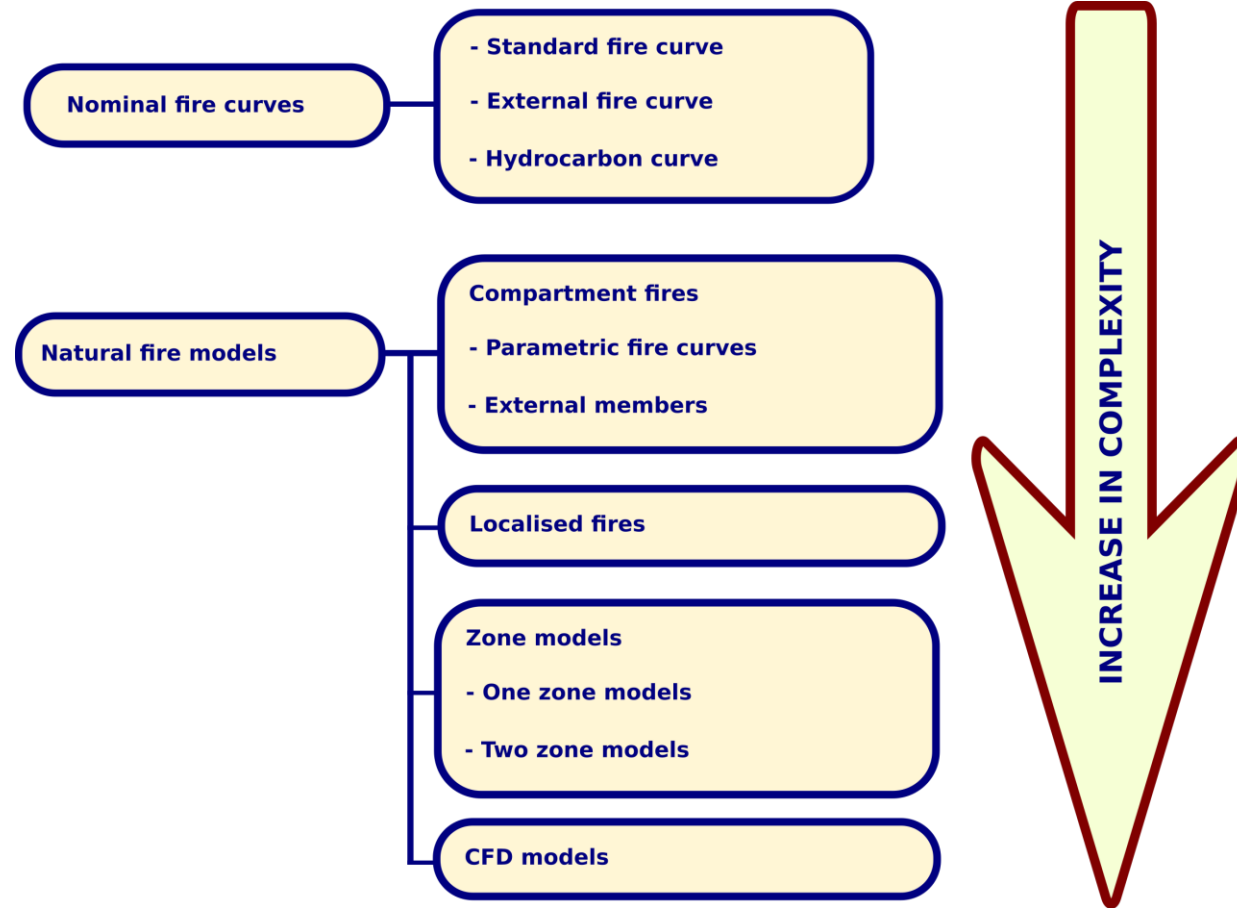 Nominal fire curves
- Standard fire curve
- External fire curve
- Hydrocarbon curve
Natural fire models
Compartment fires
- Parametric fire curves
- External members
Localised fires
Zone models
- One zone models
- Two zone models
CFD models
INCREASE IN COMPLEXITY